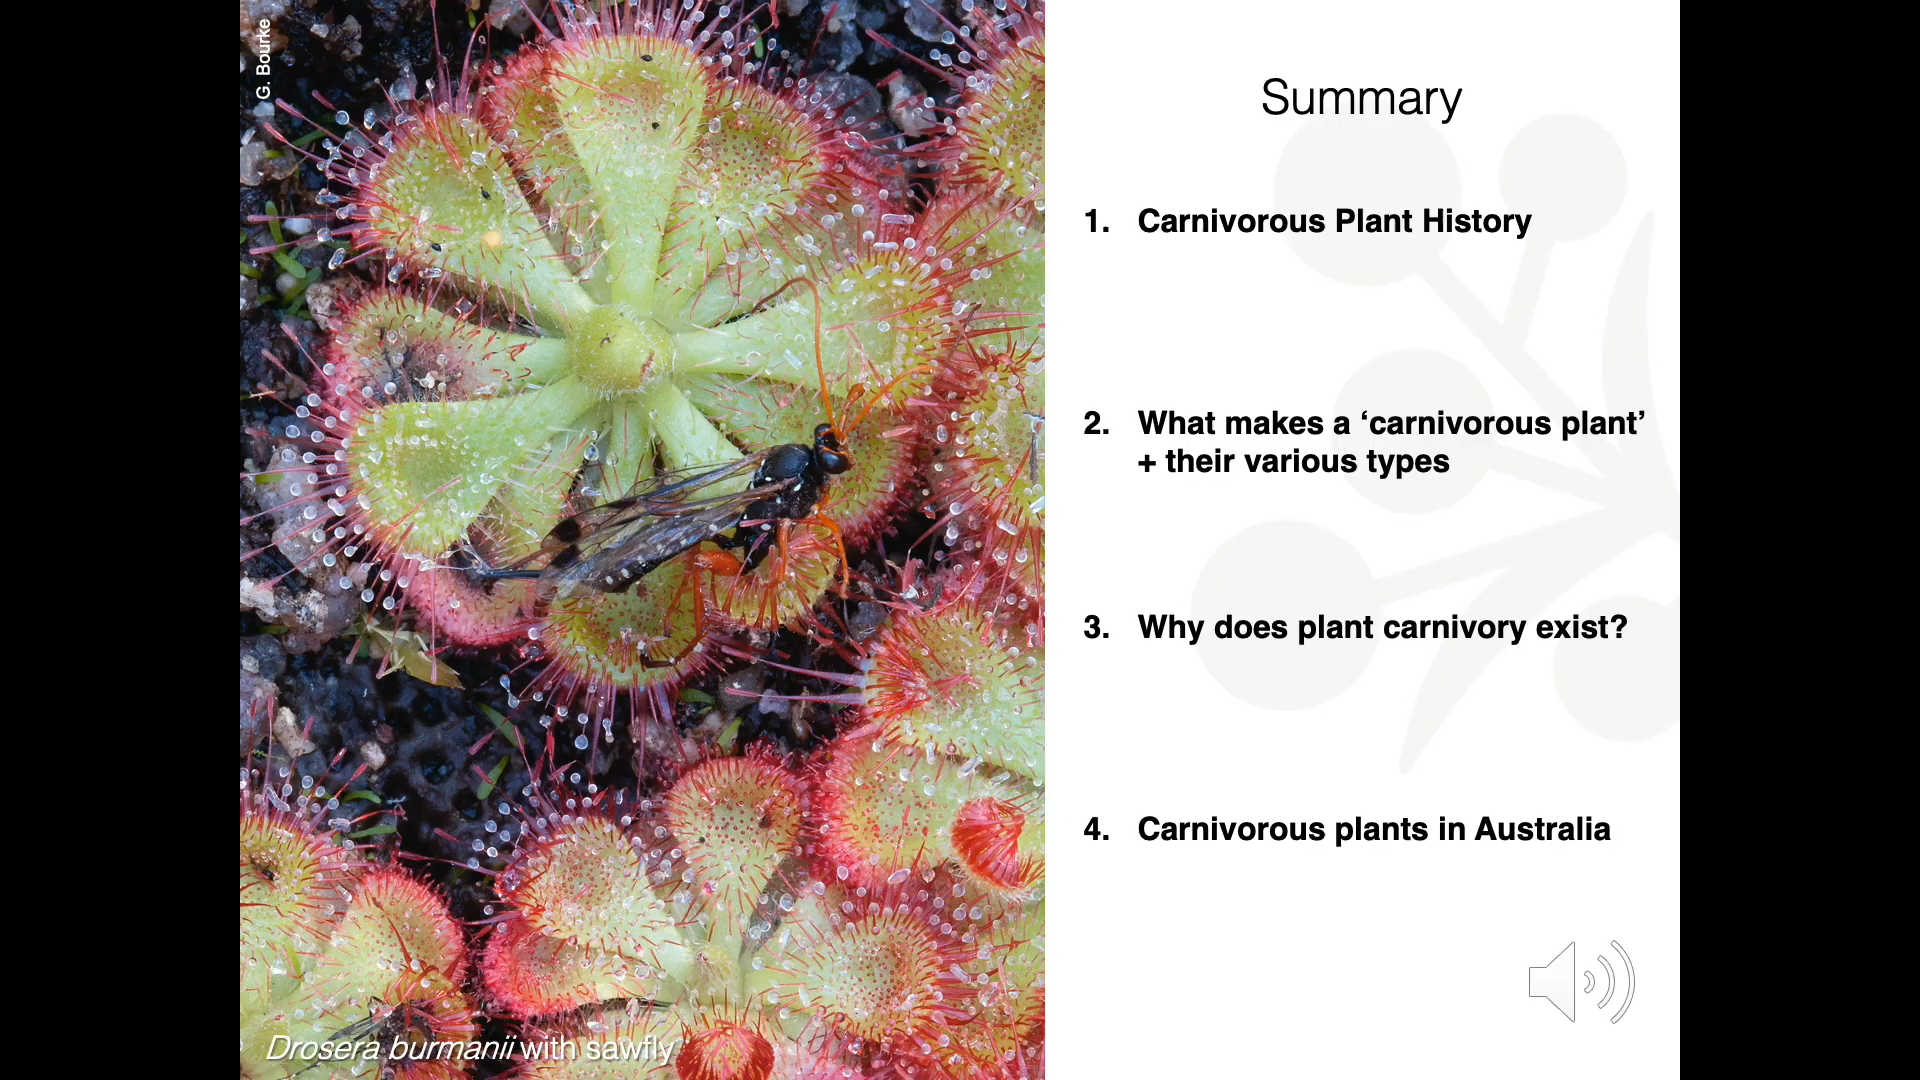 G. Bourke
Summary
1. Carnivorous Plant History
2. What makes a ‘carnivorous plant’
+ their various types
3. Why does plant carnivory exist?
4. Carnivorous plants in Australia
Drosera burmanii with sawfly